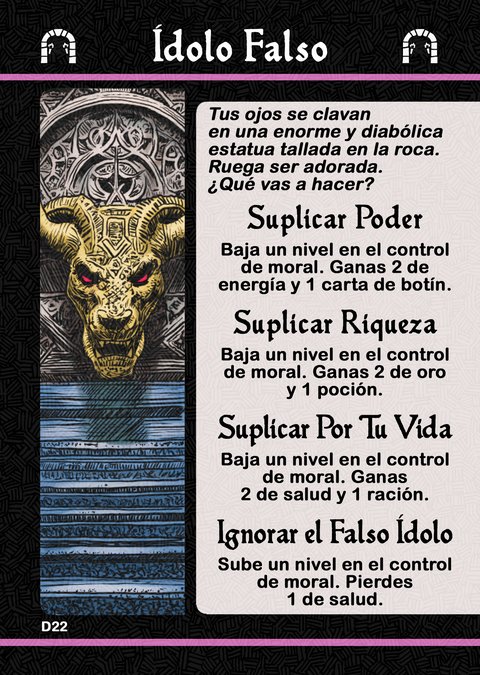 Ídolo Falso
Tus ojos se clavan
en una enorme y diabólica
estatua tallada en la roca.
Ruega ser adorada.
¿Qué vas a hacer?
Suplicar Poder
Baja un nivel en el control
de moral. Ganas 2 de
energía y 1 carta de botín.
Suplicar Riqueza
Baja un nivel en el control
de moral. Ganas 2 de oro
y 1 poción.
Suplicar Por Tu Vida
Baja un nivel en el control
de moral. Ganas
2 de salud y 1 ración.
Ignorar el Falso Ídolo
Sube un nivel en el control
de moral. Pierdes
1 de salud.
D22